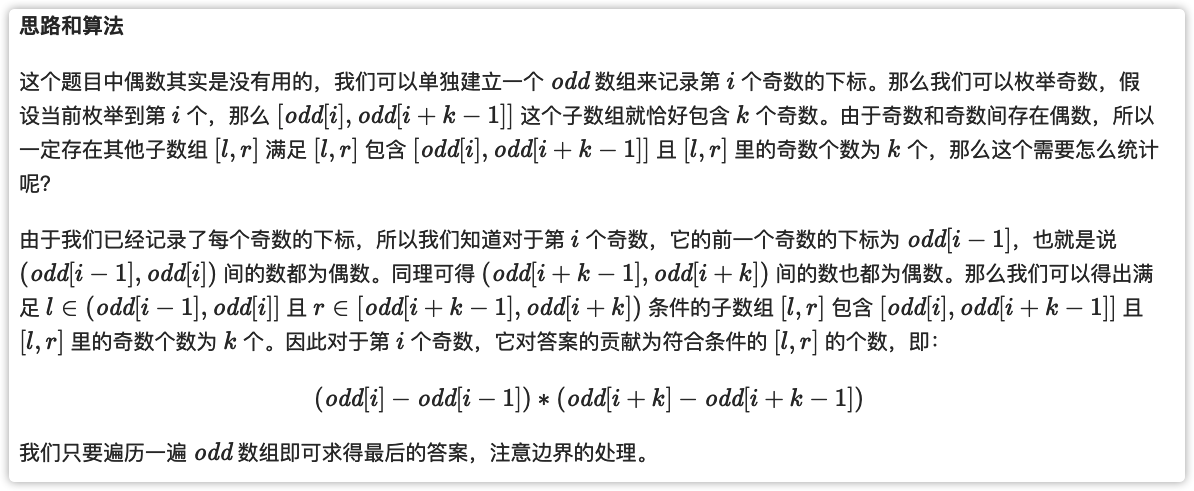 思路和算法
这个题目中偶数其实是没有用的，我们可以单独建立一个 odd 数组来记录第 i 个奇数的下标。那么我们可以枚举奇数，假
设当前枚举到第 i 个，那么 [odd[i], odd[i + k − 1]] 这个子数组就恰好包含 k 个奇数。由于奇数和奇数间存在偶数，所以
一定存在其他子数组 [l, r] 满足 [l, r] 包含 [odd[i], odd[i + k − 1]] 且 [l, r] 里的奇数个数为 k 个，那么这个需要怎么统计
呢？
由于我们已经记录了每个奇数的下标，所以我们知道对于第 i 个奇数，它的前一个奇数的下标为 odd[i − 1]，也就是说
(odd[i − 1], odd[i]) 间的数都为偶数。同理可得 (odd[i + k − 1], odd[i + k]) 间的数也都为偶数。那么我们可以得出满
足 l ∈ (odd[i − 1], odd[i]] 且 r ∈ [odd[i + k − 1], odd[i + k]) 条件的子数组 [l, r] 包含 [odd[i], odd[i + k − 1]] 且
[l, r] 里的奇数个数为 k 个。因此对于第 i 个奇数，它对答案的贡献为符合条件的 [l, r] 的个数，即：
(odd[i] − odd[i − 1]) ∗ (odd[i + k] − odd[i + k − 1])
我们只要遍历一遍 odd 数组即可求得最后的答案，注意边界的处理。